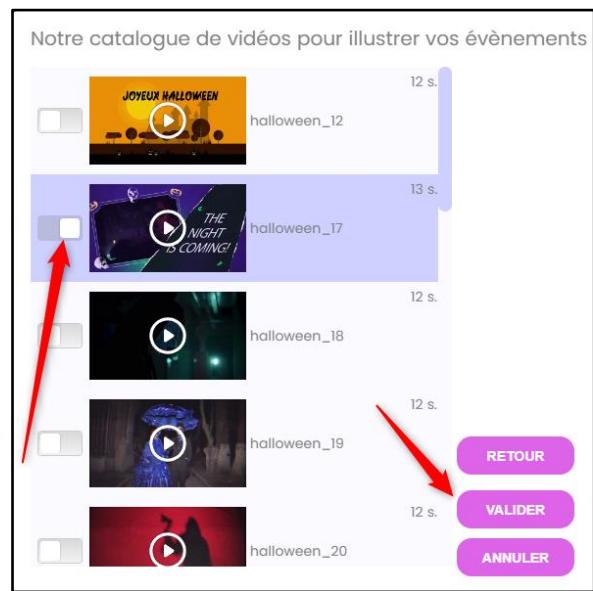 Notre catalogue de vidéos pour illustrer vos évènements
12 s.
JOYEUX HALLOWEEN
halloween_12
13 s.
THE
NIGHT
IS COMING!
halloween_17
12 s.
halloween_18
12 s.
halloween_19
RETOUR
12 s.
VALIDER
halloween_20
ANNULER